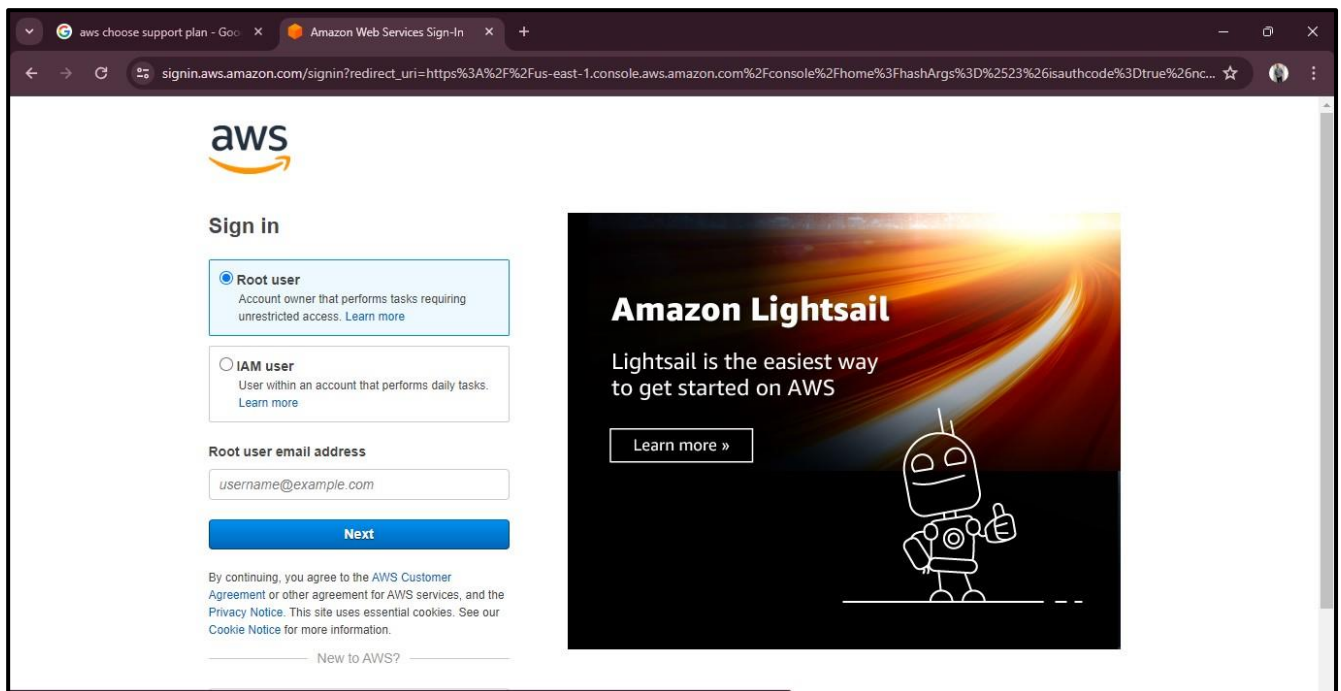 aws choose support plan - Goo
Amazon Web Services Sign-In
signin.aws.amazon.com/signin?redirect_uri=https%3A%2F%2Fus-east-1.console.aws.amazon.com%2Fconsole%2Fhome%3FhashArgs%3D%2523%26isauthcode%3Dtrue%26nc...
aws
Sign in
Root user
Account owner that performs tasks requiring
unrestricted access. Learn more
IAM user
User within an account that performs daily tasks.
Learn more
Root user email address
username@example.com
Next
By continuing, you agree to the AWS Customer
Agreement or other agreement for AWS services, and the
Privacy Notice. This site uses essential cookies. See our
Cookie Notice for more information.
New to AWS?
Amazon Lightsail
Lightsail is the easiest way
to get started on AWS
Learn more »